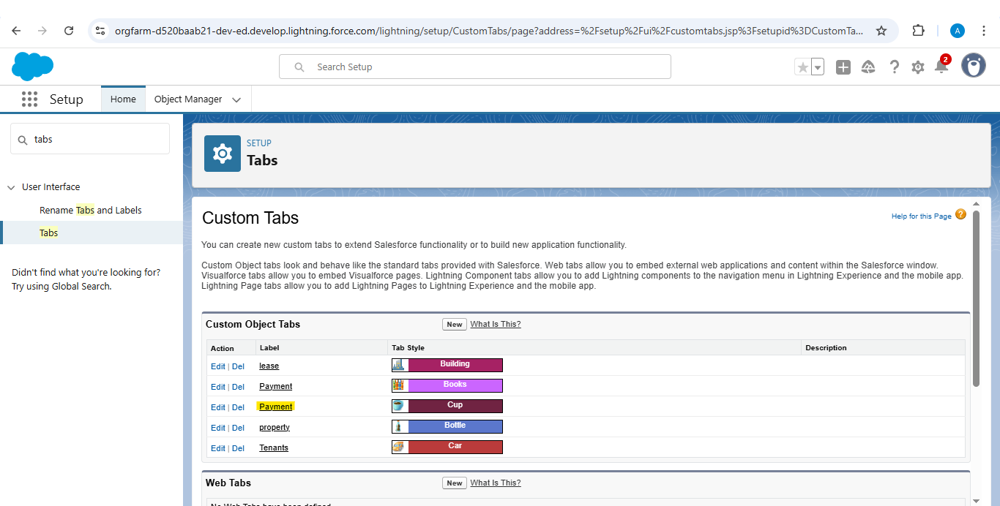 orgfarm-d520baab21-dev-ed.develop.lightning.force.com/lightning/setup/CustomTabs/page?address=%2Fsetup%2Fui%2Fcustomtabs.jsp%3Fsetupid%3DCustomTa...
A
Search Setup
2
Setup
Home
Object Manager
tabs
User Interface
Rename Tabs and Labels
Tabs
Didn't find what you're looking for?
Try using Global Search.
SETUP
Tabs
Custom Tabs
Help for this Page ?
You can create new custom tabs to extend Salesforce functionality or to build new application functionality.
Custom Object tabs look and behave like the standard tabs provided with Salesforce. Web tabs allow you to embed external web applications and content within the Salesforce window.
Visualforce tabs allow you to embed Visualforce pages. Lightning Component tabs allow you to add Lightning components to the navigation menu in Lightning Experience and the mobile app.
Lightning Page tabs allow you to add Lightning Pages to Lightning Experience and the mobile app.
Custom Object Tabs New What Is This?
Action Label Tab Style Description
Edit | Del lease Building
Edit | Del Payment Books
Edit | Del Payment Cup
Edit | Del property Bottle
Edit | Del Tenants Car
Web Tabs New What Is This?
No Web Tabs have been defined